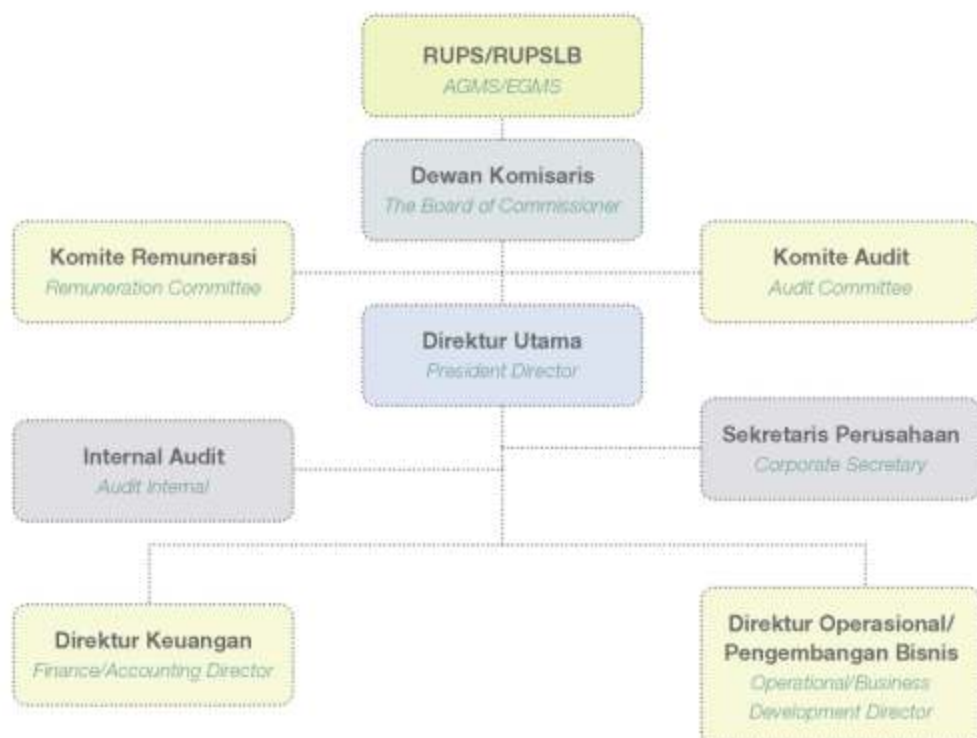 RUPS/RUPSLB
AGMS/EGMS
Dewan Komisaris
The Board of Commissioner
Komite Remunerasi
Remuneration Committee
Komite Audit
Audit Committee
Direktur Utama
President Director
Internal Audit
Audit Internal
Sekretaris Perusahaan
Corporate Secretary
Direktur Keuangan
Finance/Accounting Director
Direktur Operasional/
Pengembangan Bisnis
Operational/Business
Development Director